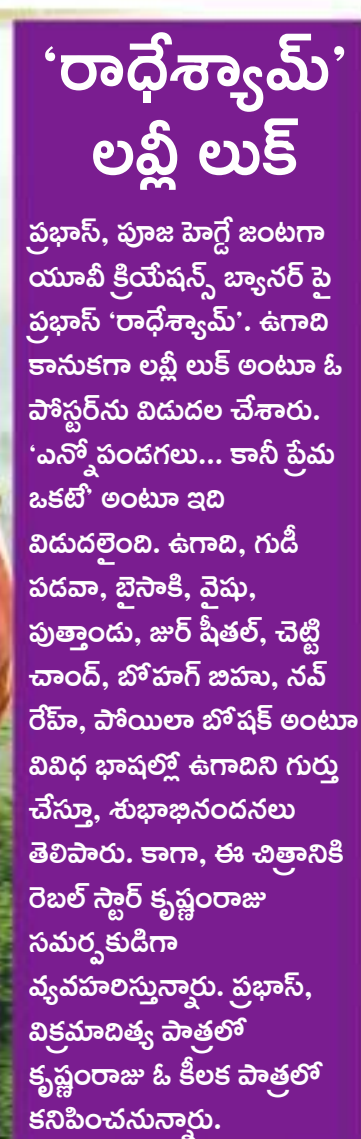 ‘రాధేశ్యామ్’
లవ్లీ లుక్
ప్రభాస్, పూజ హెగ్డే జంటగా
యూవీ క్రియేషన్స్ బ్యానర్ పై
ప్రభాస్ ‘రాధేశ్యామ్’. ఉగాది
కానుకగా లవ్లీ లుక్ అంటూ ఓ
పోస్టర్‌ను విడుదల చేశారు.
‘ఎన్నో పండగలు... కానీ ప్రేమ
ఒకటే’ అంటూ ఇది
విడుదలైంది. ఉగాది, గుడీ
పడవా, బైసాకి, వైషు,
పుత్తాండు, జుర్ షీతల్, చెట్టి
చాంద్, బోహగ్ బిహు, నవ్
రేహ్, పోయిలా బోషక్ అంటూ
వివిధ భాషల్లో ఉగాదిని గుర్తు
చేస్తూ, శుభాభినందనలు
తెలిపారు. కాగా, ఈ చిత్రానికి
రెబల్ స్టార్ కృష్ణంరాజు
సమర్పకుడిగా
వ్యవహరిస్తున్నారు. ప్రభాస్,
విక్రమాదిత్య పాత్రలో
కృష్ణంరాజు ఓ కీలక పాత్రలో
కనిపించనున్నారు.